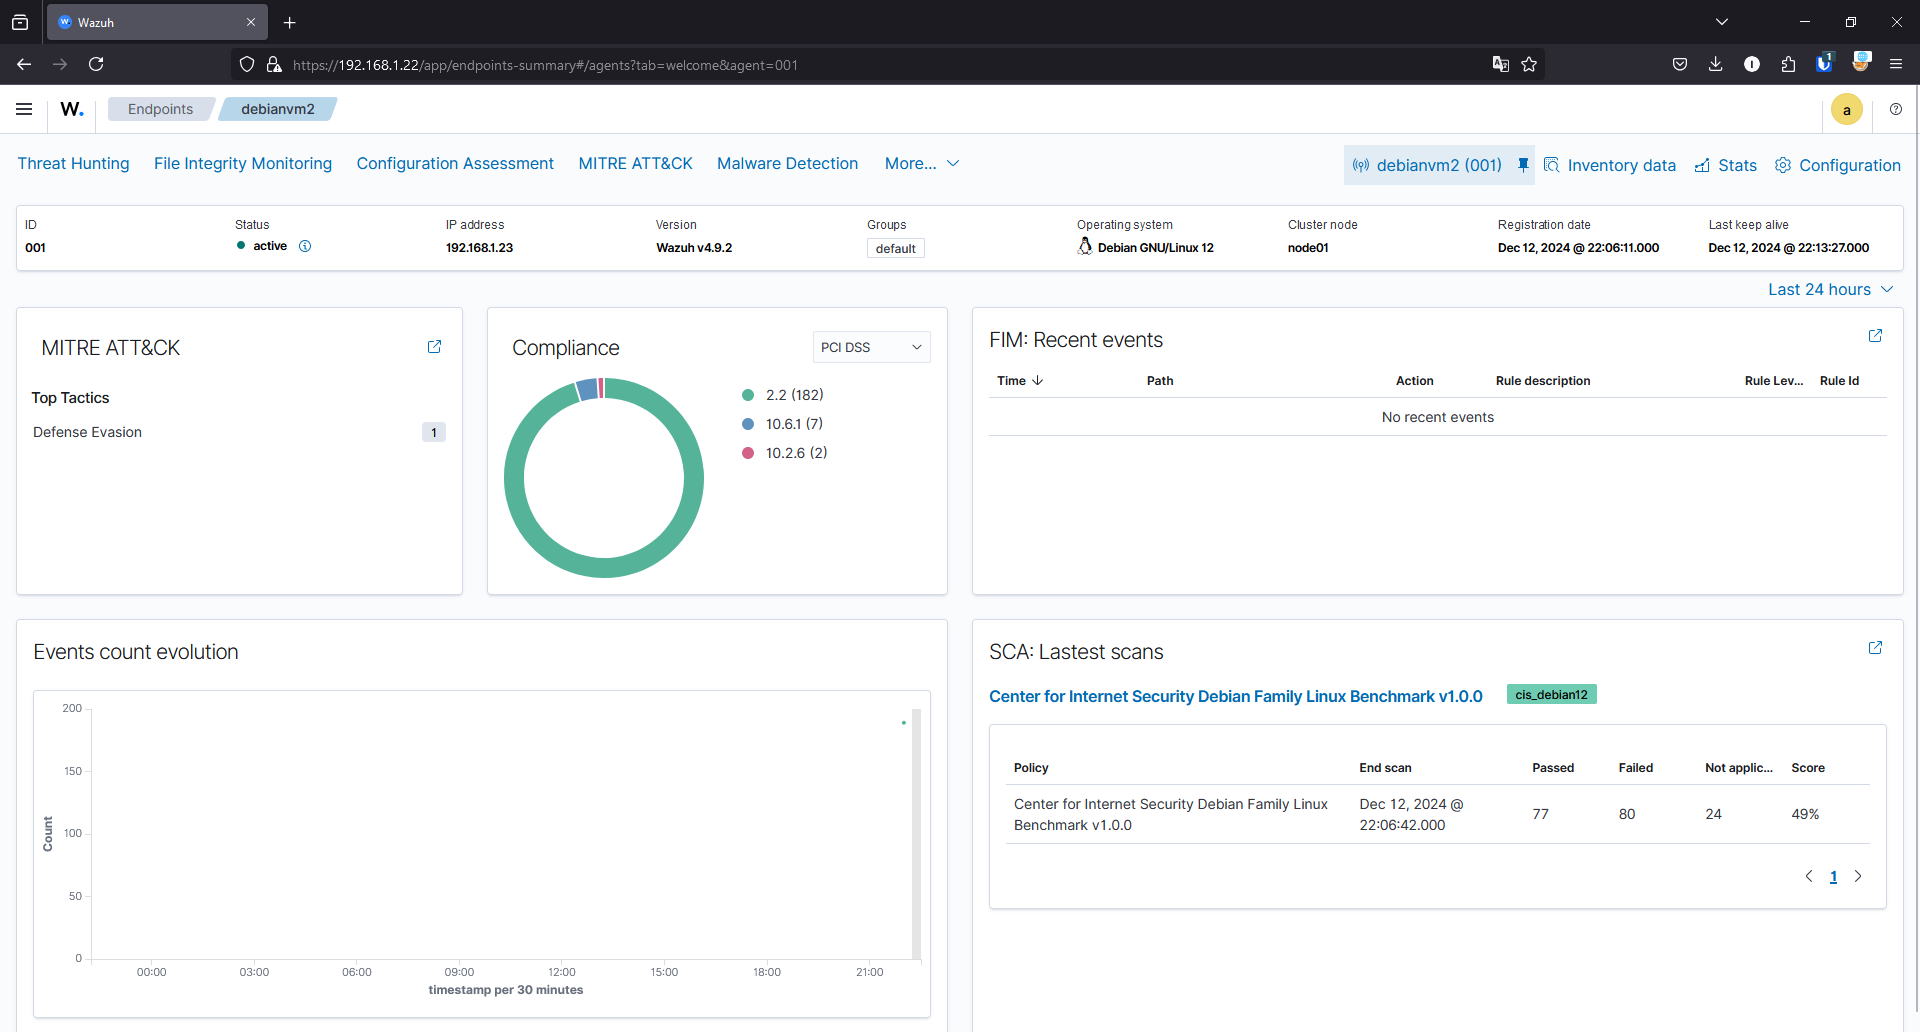 Wazuh
https://192.168.1.22/app/endpoints-summary#/agents?tab=welcome&agent=001
1
W.
Endpoints
debianvm2
a
Threat Hunting
File Integrity Monitoring
Configuration Assessment
MITRE ATT&CK
Malware Detection
More...
debianvm2 (001)
Inventory data
Stats
Configuration
ID
001
Status
active
IP address
192.168.1.23
Version
Wazuh v4.9.2
Groups
default
Operating system
Debian GNU/Linux 12
Cluster node
node01
Registration date
Dec 12, 2024 @ 22:06:11.000
Last keep alive
Dec 12, 2024 @ 22:13:27.000
Last 24 hours
MITRE ATT&CK
Top Tactics
Defense Evasion 1
Compliance
PCI DSS
2.2 (182)
10.6.1 (7)
10.2.6 (2)
FIM: Recent events
Time Path Action Rule description Rule Lev... Rule Id
No recent events
Events count evolution
200
150
100
50
0
Count
00:00 03:00 06:00 09:00 12:00 15:00 18:00 21:00
timestamp per 30 minutes
SCA: Lastest scans
Center for Internet Security Debian Family Linux Benchmark v1.0.0
cis_debian12
Policy End scan Passed Failed Not applic... Score
Center for Internet Security Debian Family Linux
Benchmark v1.0.0
Dec 12, 2024 @
22:06:42.000
77
80
24
49%
1